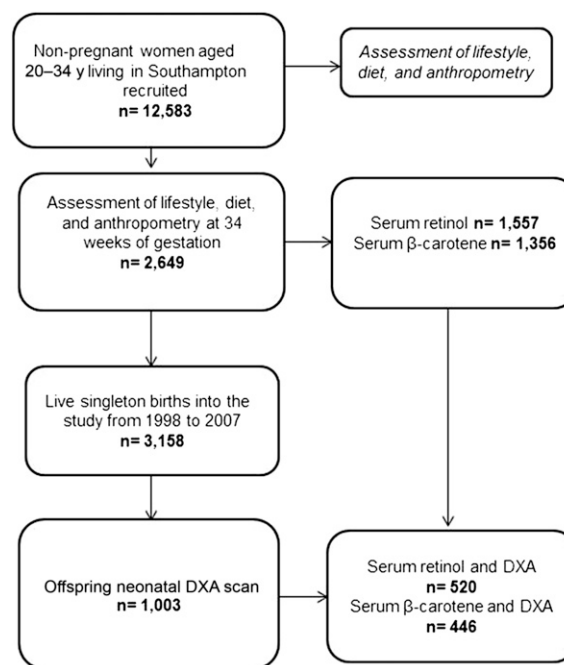 Non-pregnant women aged
20–34 y living in Southampton
recruited
n= 12,583
Assessment of lifestyle,
diet, and anthropometry
Assessment of lifestyle, diet,
and anthropometry at 34
weeks of gestation
n= 2,649
Serum retinol n= 1,557
Serum β-carotene n= 1,356
Live singleton births into the
study from 1998 to 2007
n= 3,158
Offspring neonatal DXA scan
n= 1,003
Serum retinol and DXA
n= 520
Serum β-carotene and DXA
n= 446